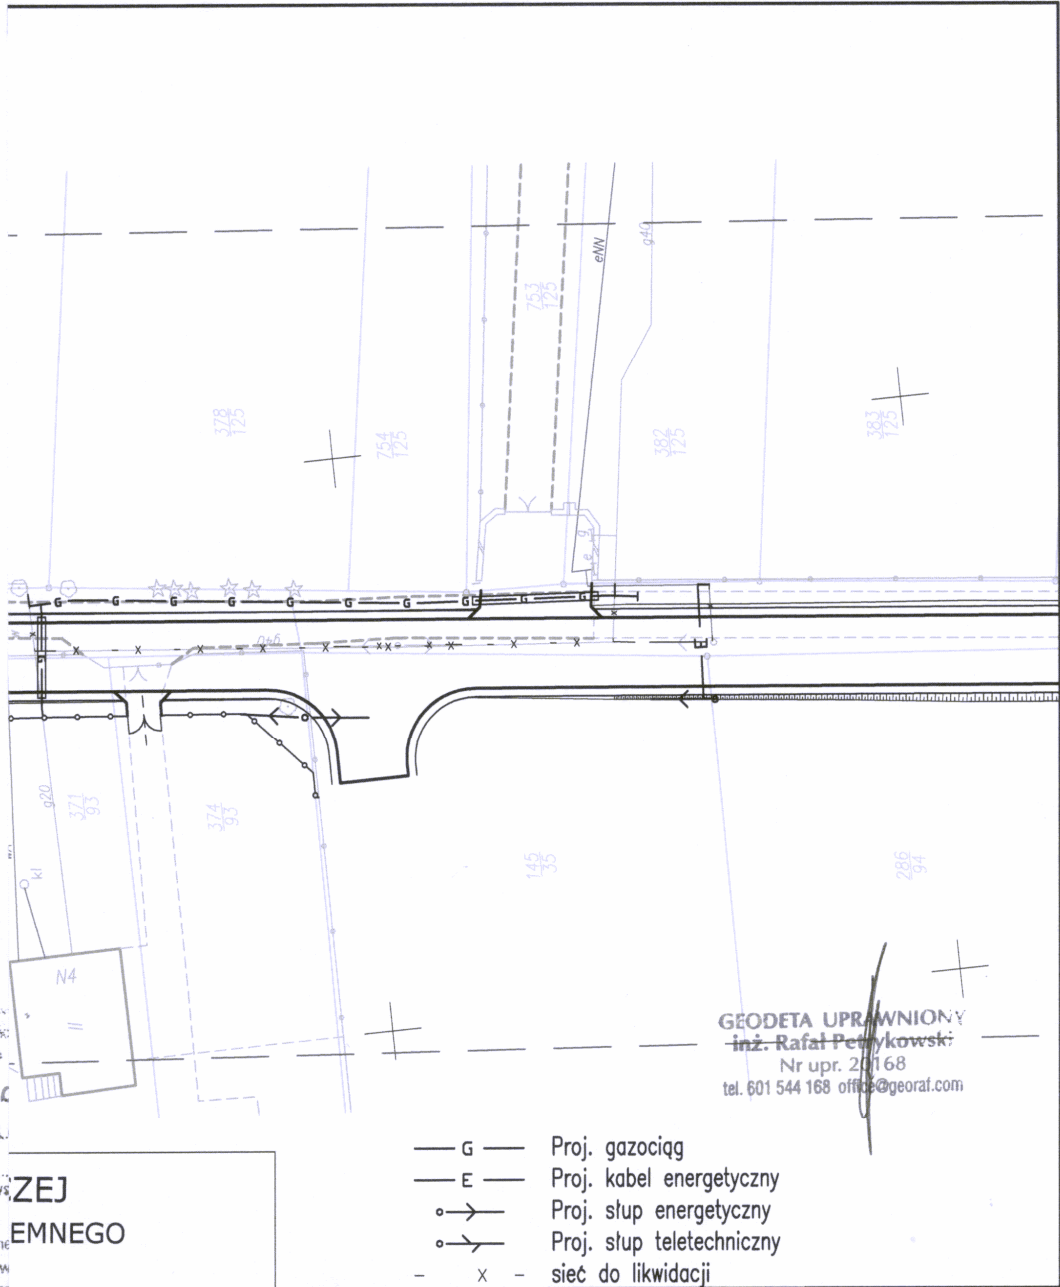 eNN
g40
753
125
378
125
754
125
382
125
383
125
e g
G G G G G G G G G G
g40
E
G
g20
371
93
374
93
145
35
286
94
kl
N4
II
GEODETA UPRAWNIONY
inż. Rafał Petrykowski
Nr upr. 20168
tel. 601 544 168 office@georaf.com
G Proj. gazociąg
E Proj. kabel energetyczny
Proj. słup energetyczny
Proj. słup teletechniczny
- X - sieć do likwidacji
ZEJ
EMNEGO